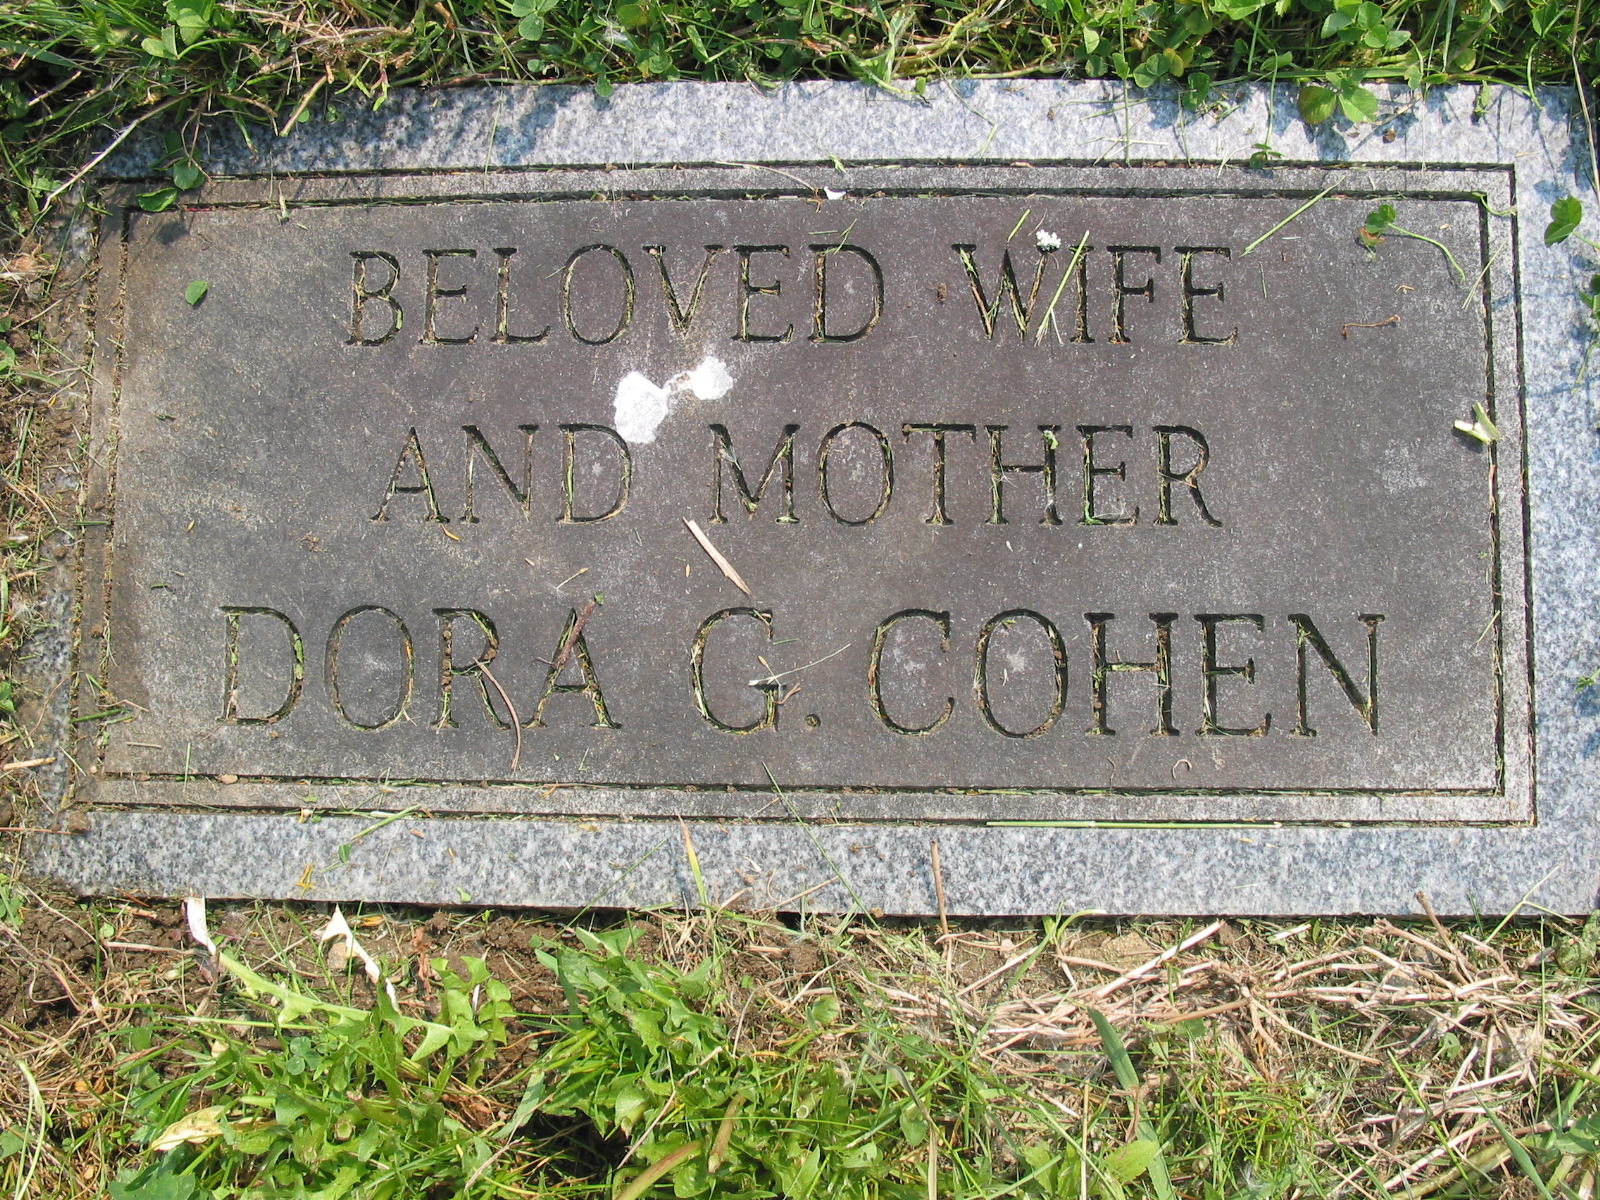 BELOVED WIFE
AND MOTHER
DORA G. COHEN